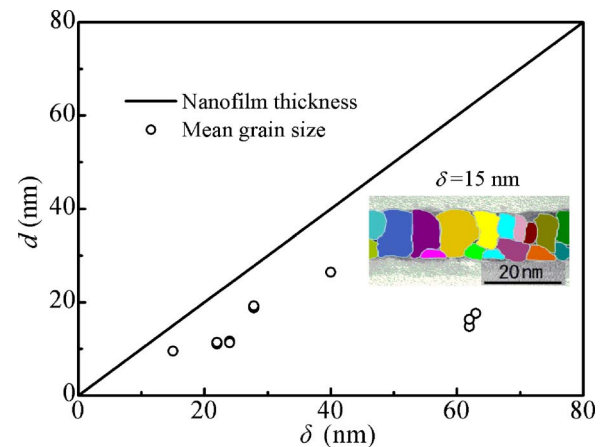 80
60
40
20
0
d (nm)
Nanofilm thickness
Mean grain size
δ=15 nm
20 nm
0
20
40
60
80
δ (nm)